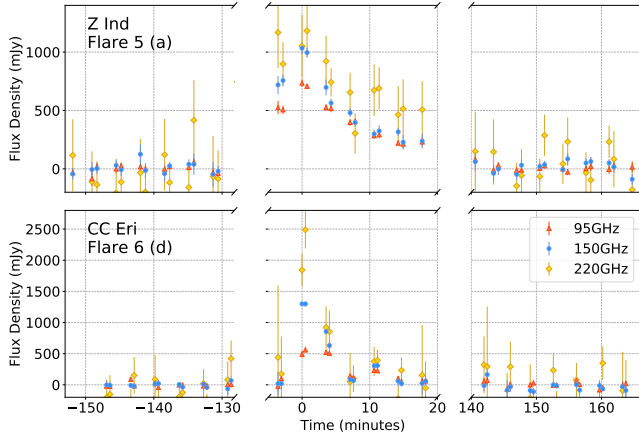 Z Ind
Flare 5 (a)
Flux Density (mJy)
1000
500
0
CC Eri
Flare 6 (d)
Flux Density (mJy)
2500
2000
1500
1000
500
0
95GHz
150GHz
220GHz
−150 −140 −130 0 10 20 140 150 160
Time (minutes)